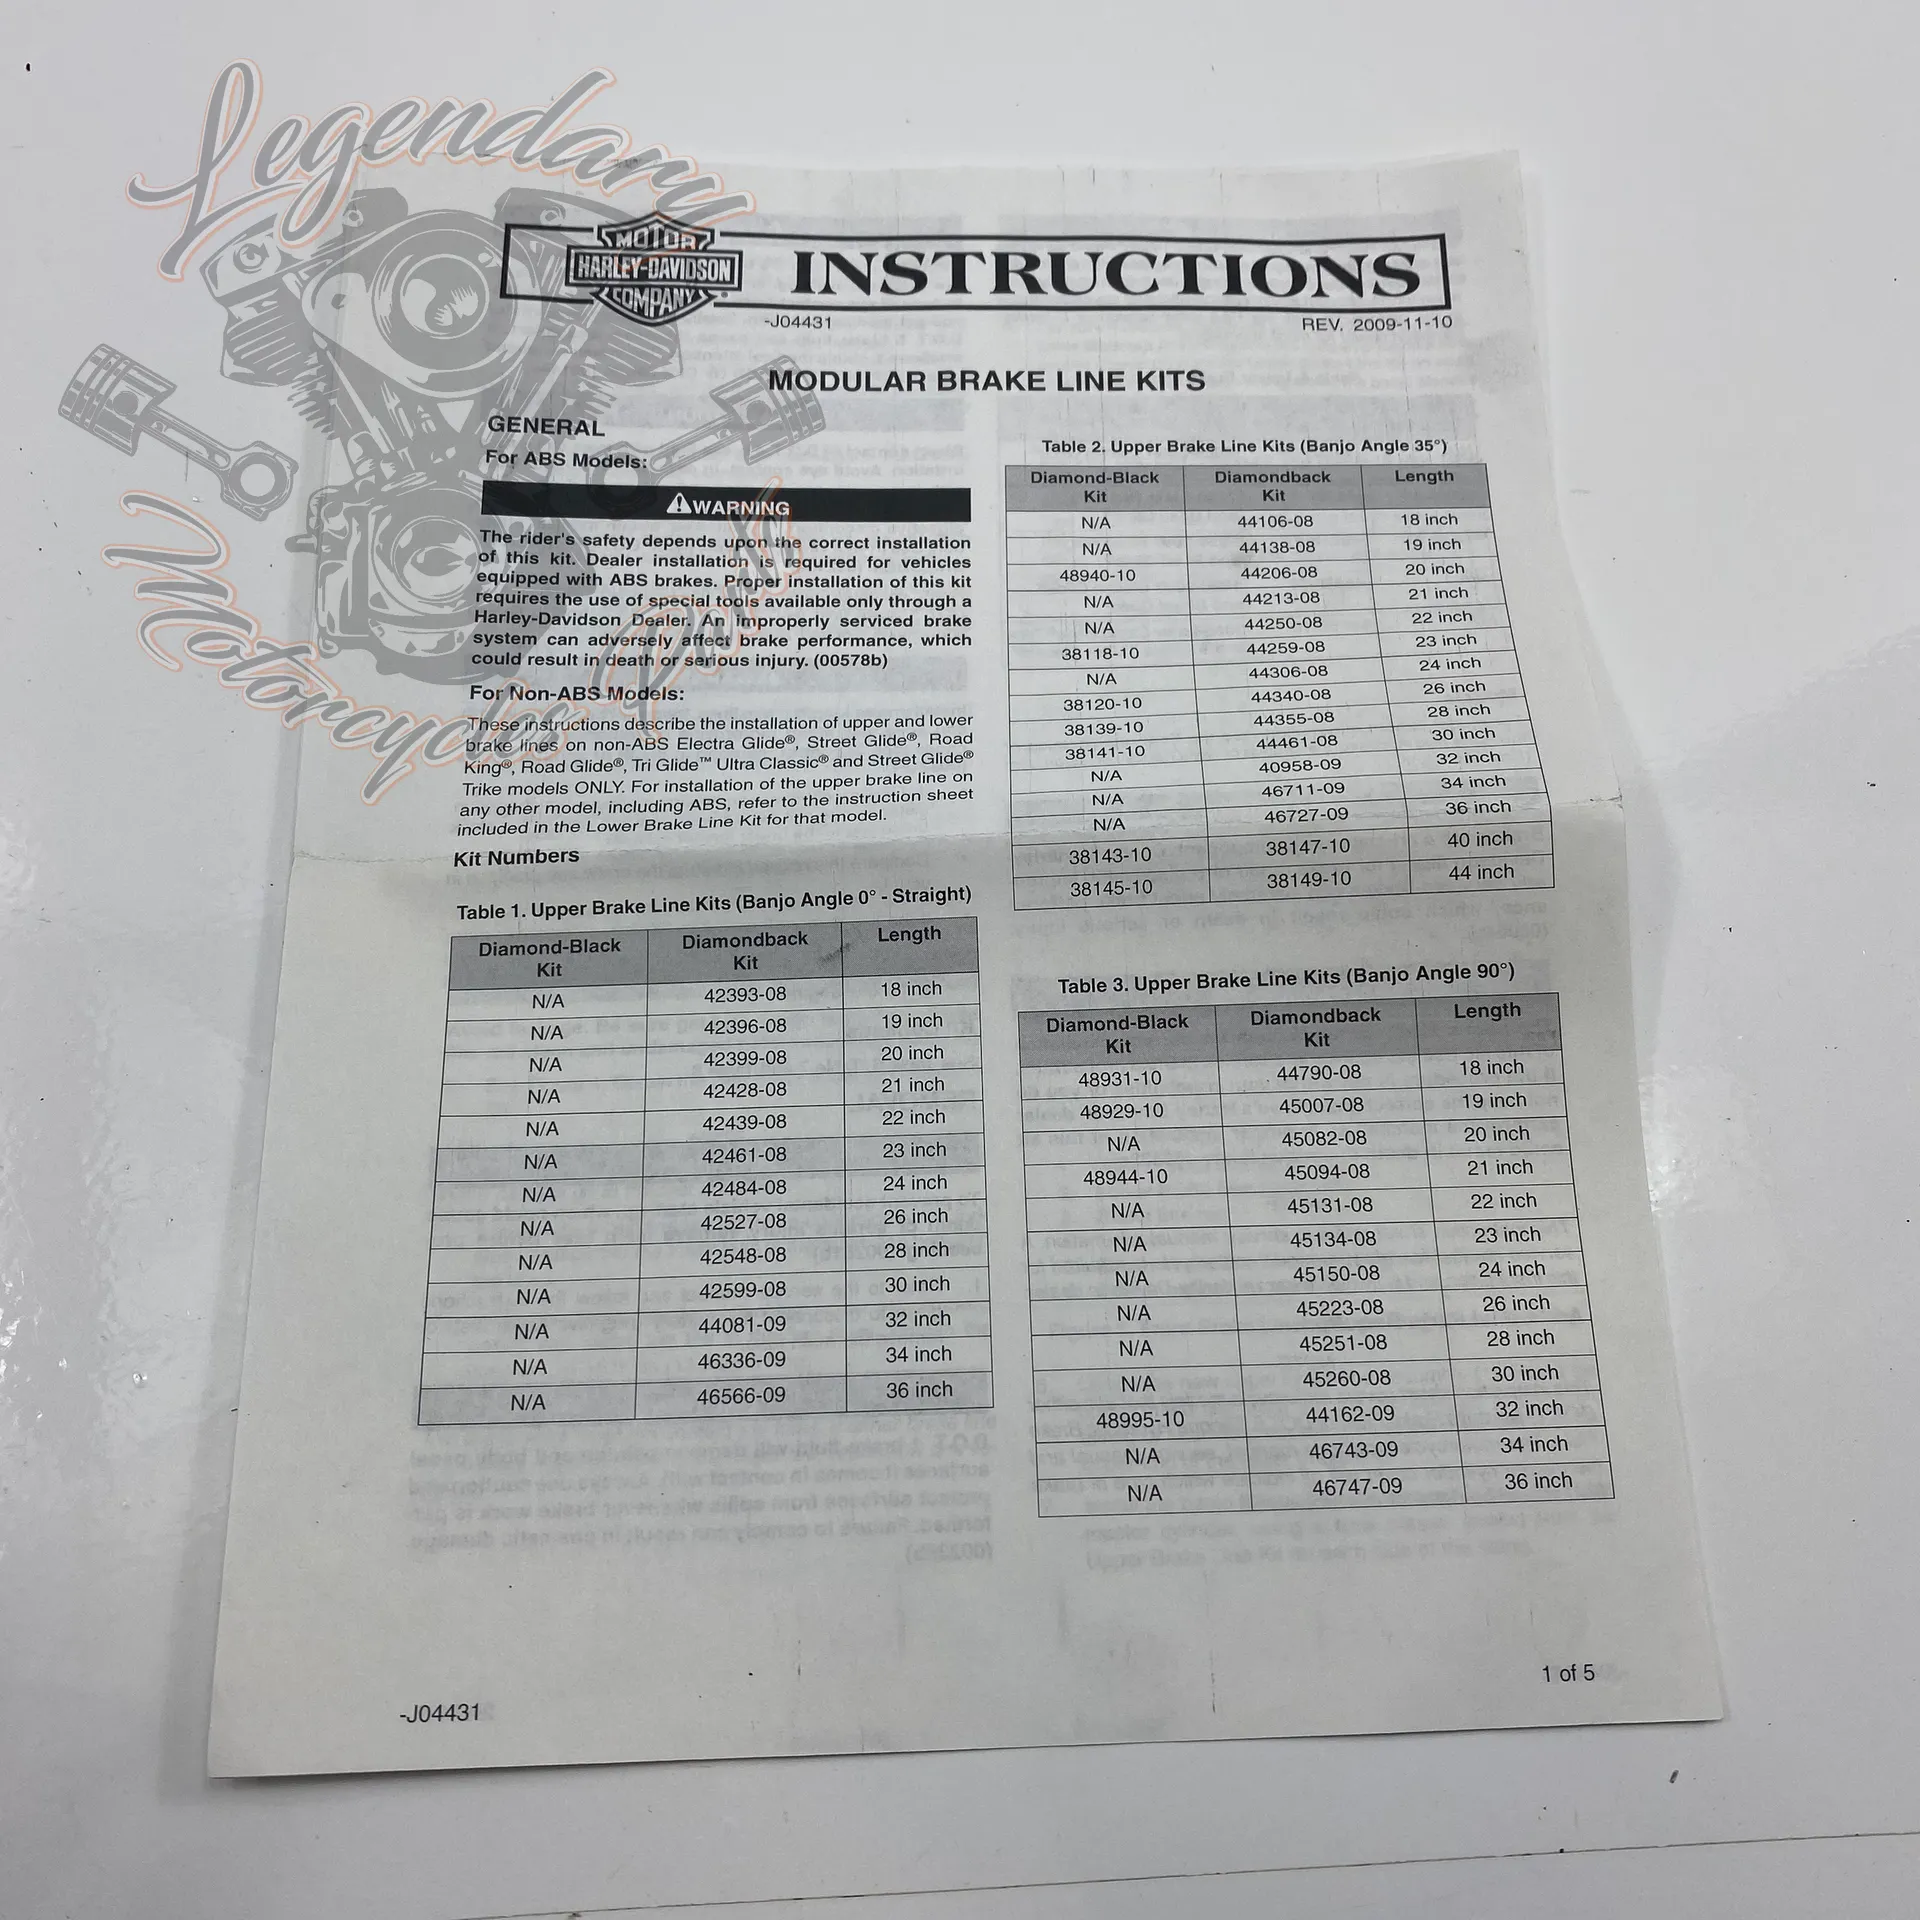 Legendary
Motorcycles Parts
MOTOR
HARLEY-DAVIDSON
COMPANY
®
INSTRUCTIONS
-J04431
REV. 2009-11-10
MODULAR BRAKE LINE KITS
GENERAL
For ABS Models:
⚠WARNING
The rider's safety depends upon the correct installation
of this kit. Dealer installation is required for vehicles
equipped with ABS brakes. Proper installation of this kit
requires the use of special tools available only through a
Harley-Davidson Dealer. An improperly serviced brake
system can adversely affect brake performance, which
could result in death or serious injury. (00578b)
For Non-ABS Models:
These instructions describe the installation of upper and lower
brake lines on non-ABS Electra Glide®, Street Glide®, Road
King®, Road Glide®, Tri Glide™ Ultra Classic® and Street Glide®
Trike models ONLY. For installation of the upper brake line on
any other model, including ABS, refer to the instruction sheet
included in the Lower Brake Line Kit for that model.
Kit Numbers
Table 1. Upper Brake Line Kits (Banjo Angle 0° - Straight)
Diamond-Black Diamondback Length
Kit Kit
N/A 42393-08 18 inch
N/A 42396-08 19 inch
N/A 42399-08 20 inch
N/A 42428-08 21 inch
N/A 42439-08 22 inch
N/A 42461-08 23 inch
N/A 42484-08 24 inch
N/A 42527-08 26 inch
N/A 42548-08 28 inch
N/A 42599-08 30 inch
N/A 44081-09 32 inch
N/A 46336-09 34 inch
N/A 46566-09 36 inch
Table 2. Upper Brake Line Kits (Banjo Angle 35°)
Diamond-Black Diamondback Length
Kit Kit
N/A 44106-08 18 inch
N/A 44138-08 19 inch
48940-10 44206-08 20 inch
N/A 44213-08 21 inch
N/A 44250-08 22 inch
38118-10 44259-08 23 inch
N/A 44306-08 24 inch
38120-10 44340-08 26 inch
38139-10 44355-08 28 inch
38141-10 44461-08 30 inch
N/A 40958-09 32 inch
N/A 46711-09 34 inch
N/A 46727-09 36 inch
38143-10 38147-10 40 inch
38145-10 38149-10 44 inch
Table 3. Upper Brake Line Kits (Banjo Angle 90°)
Diamond-Black Diamondback Length
Kit Kit
48931-10 44790-08 18 inch
48929-10 45007-08 19 inch
N/A 45082-08 20 inch
48944-10 45094-08 21 inch
N/A 45131-08 22 inch
N/A 45134-08 23 inch
N/A 45150-08 24 inch
N/A 45223-08 26 inch
N/A 45251-08 28 inch
N/A 45260-08 30 inch
48995-10 44162-09 32 inch
N/A 46743-09 34 inch
N/A 46747-09 36 inch
-J04431
1 of 5